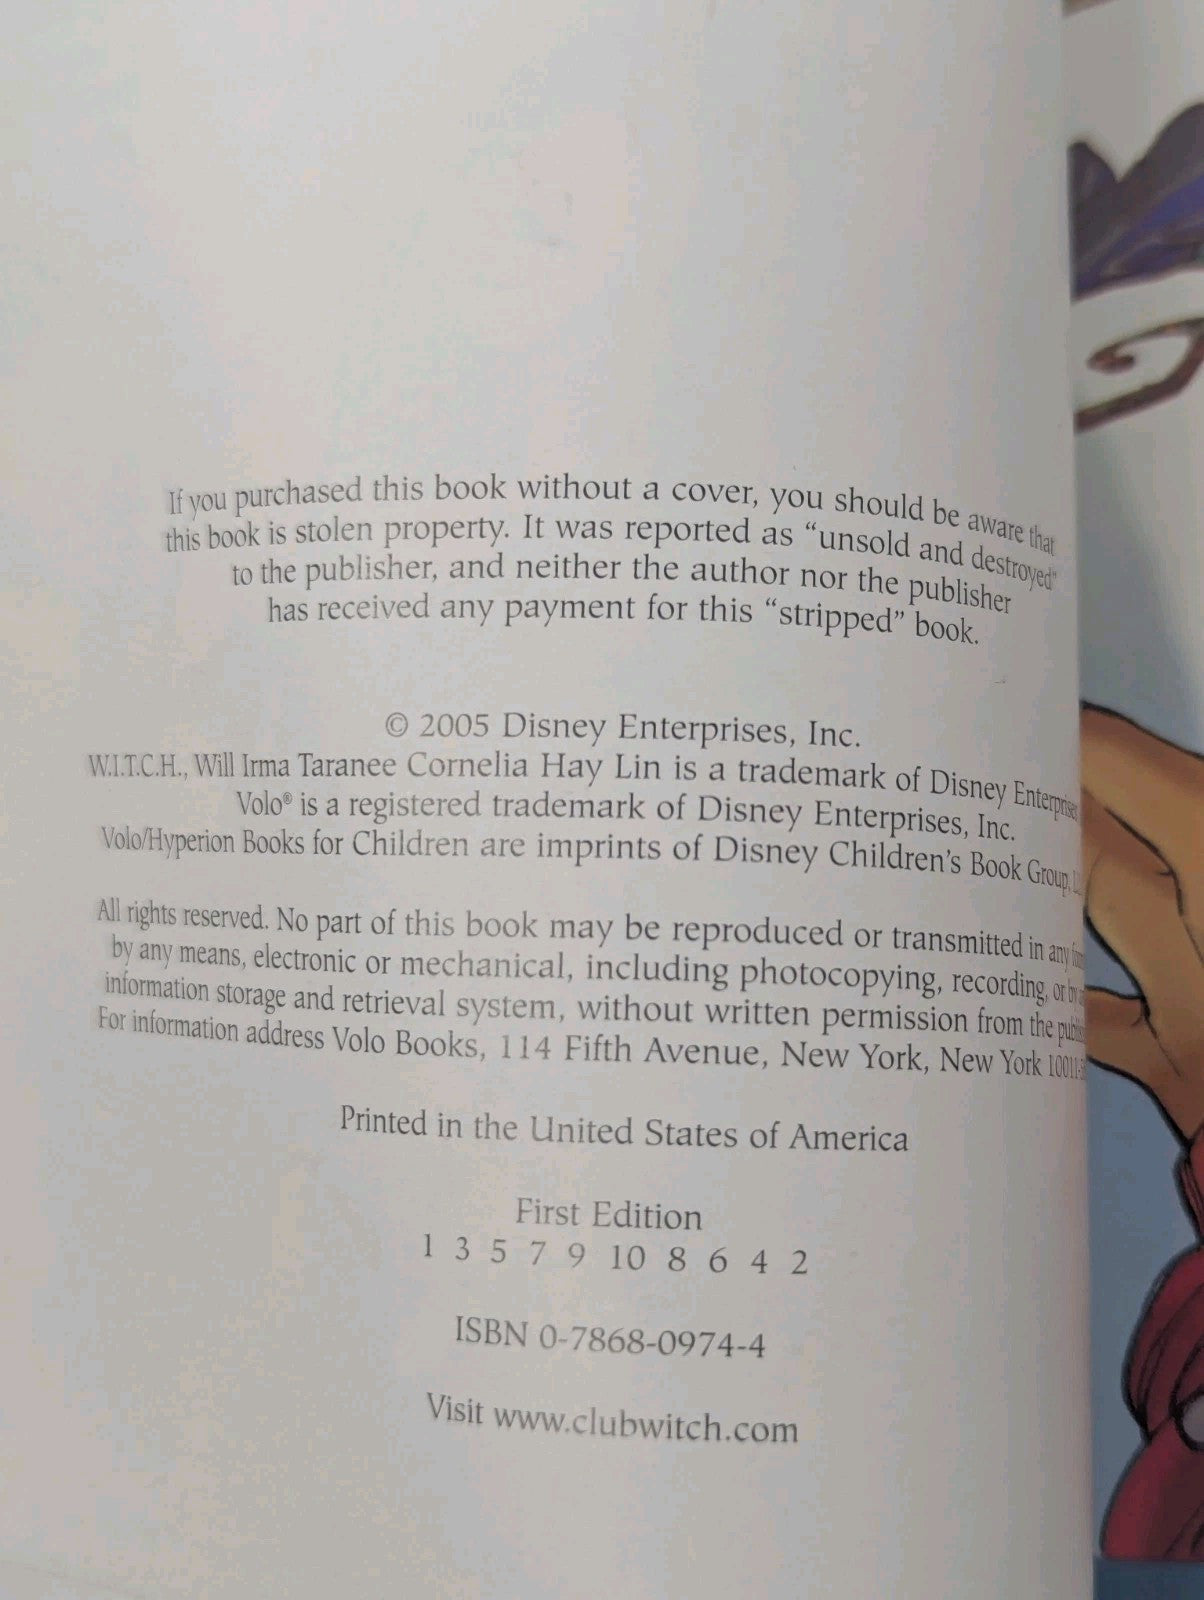 If you purchased this book without a cover, you should be aware that
this book is stolen property. It was reported as “unsold and destroyed”
to the publisher, and neither the author nor the publisher
has received any payment for this “stripped” book.
© 2005 Disney Enterprises, Inc.
W.I.T.C.H., Will Irma Taranee Cornelia Hay Lin is a trademark of Disney Enterprises
Volo® is a registered trademark of Disney Enterprises, Inc.
Volo/Hyperion Books for Children are imprints of Disney Children's Book Group,
All rights reserved. No part of this book may be reproduced or transmitted in any
by any means, electronic or mechanical, including photocopying, recording, or by
information storage and retrieval system, without written permission from the
For information address Volo Books, 114 Fifth Avenue, New York, New York 10011
Printed in the United States of America
First Edition
1 3 5 7 9 10 8 6 4 2
ISBN 0-7868-0974-4
Visit www.clubwitch.com